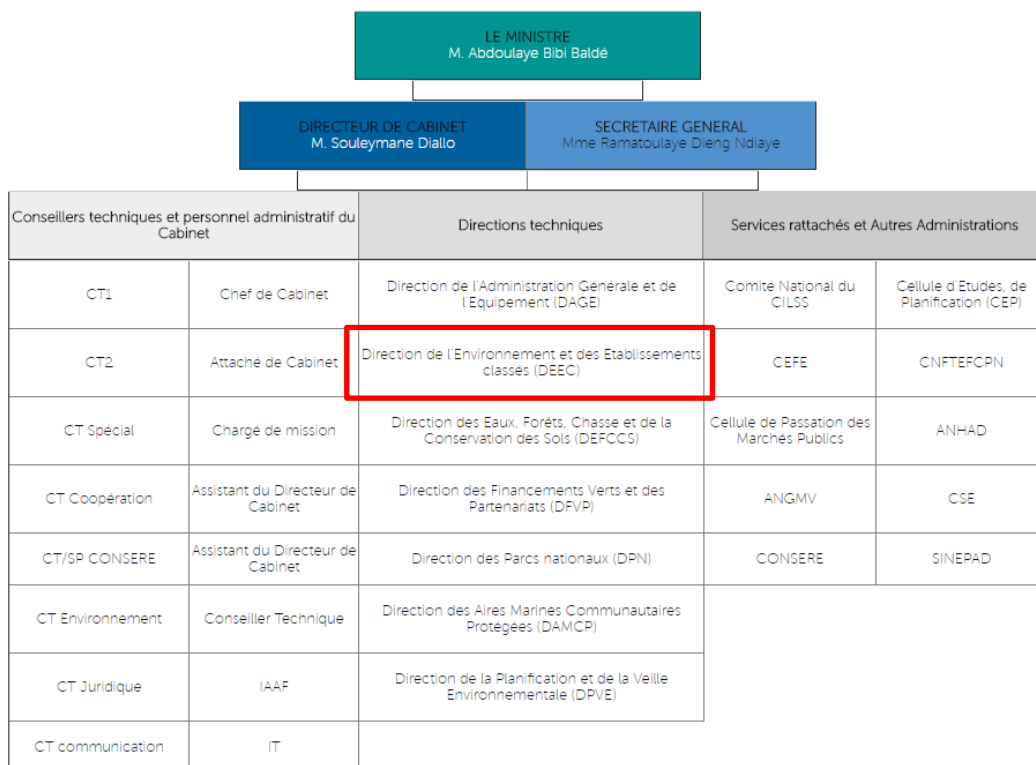 LE MINISTRE
M. Abdoulaye Bibi Baldé
DIRECTEUR DE CABINET
M. Souleymane Diallo
SECRETAIRE GENERAL
Mme Ramatoulaye Dieng Ndiaye
Conseillers techniques et personnel administratif du
Cabinet
Directions techniques
Services rattachés et Autres Administrations
CT1
Chef de Cabinet
Direction de l'Administration Générale et de
l'Equipement (DAGE)
Comité National du
CILSS
Cellule d'Etudes, de
Planification (CEP)
CT2
Attaché de Cabinet
Direction de l'Environnement et des Etablissements
classés (DEEC)
CEFE
CNFTEFCPN
CT Spécial
Chargé de mission
Direction des Eaux, Forêts, Chasse et de la
Conservation des Sols (DEFCCS)
Cellule de Passation des
Marchés Publics
ANHAD
CT Coopération
Assistant du Directeur de
Cabinet
Direction des Financements Verts et des
Partenariats (DFVP)
ANGMV
CSE
CT/SP CONSERE
Assistant du Directeur de
Cabinet
Direction des Parcs nationaux (DPN)
CONSERE
SINEPAD
CT Environnement
Conseiller Technique
Direction des Aires Marines Communautaires
Protégées (DAMCP)
CT Juridique
IAAF
Direction de la Planification et de la Veille
Environnementale (DPVE)
CT communication
IT